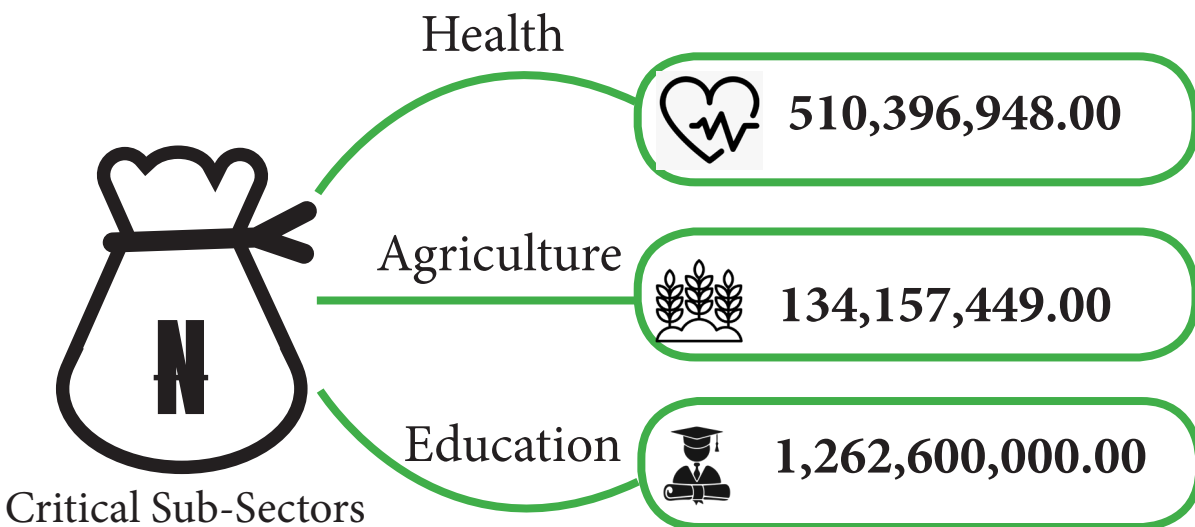 Health
510,396,948.00
Agriculture
134,157,449.00
₦
Education
1,262,600,000.00
Critical Sub-Sectors